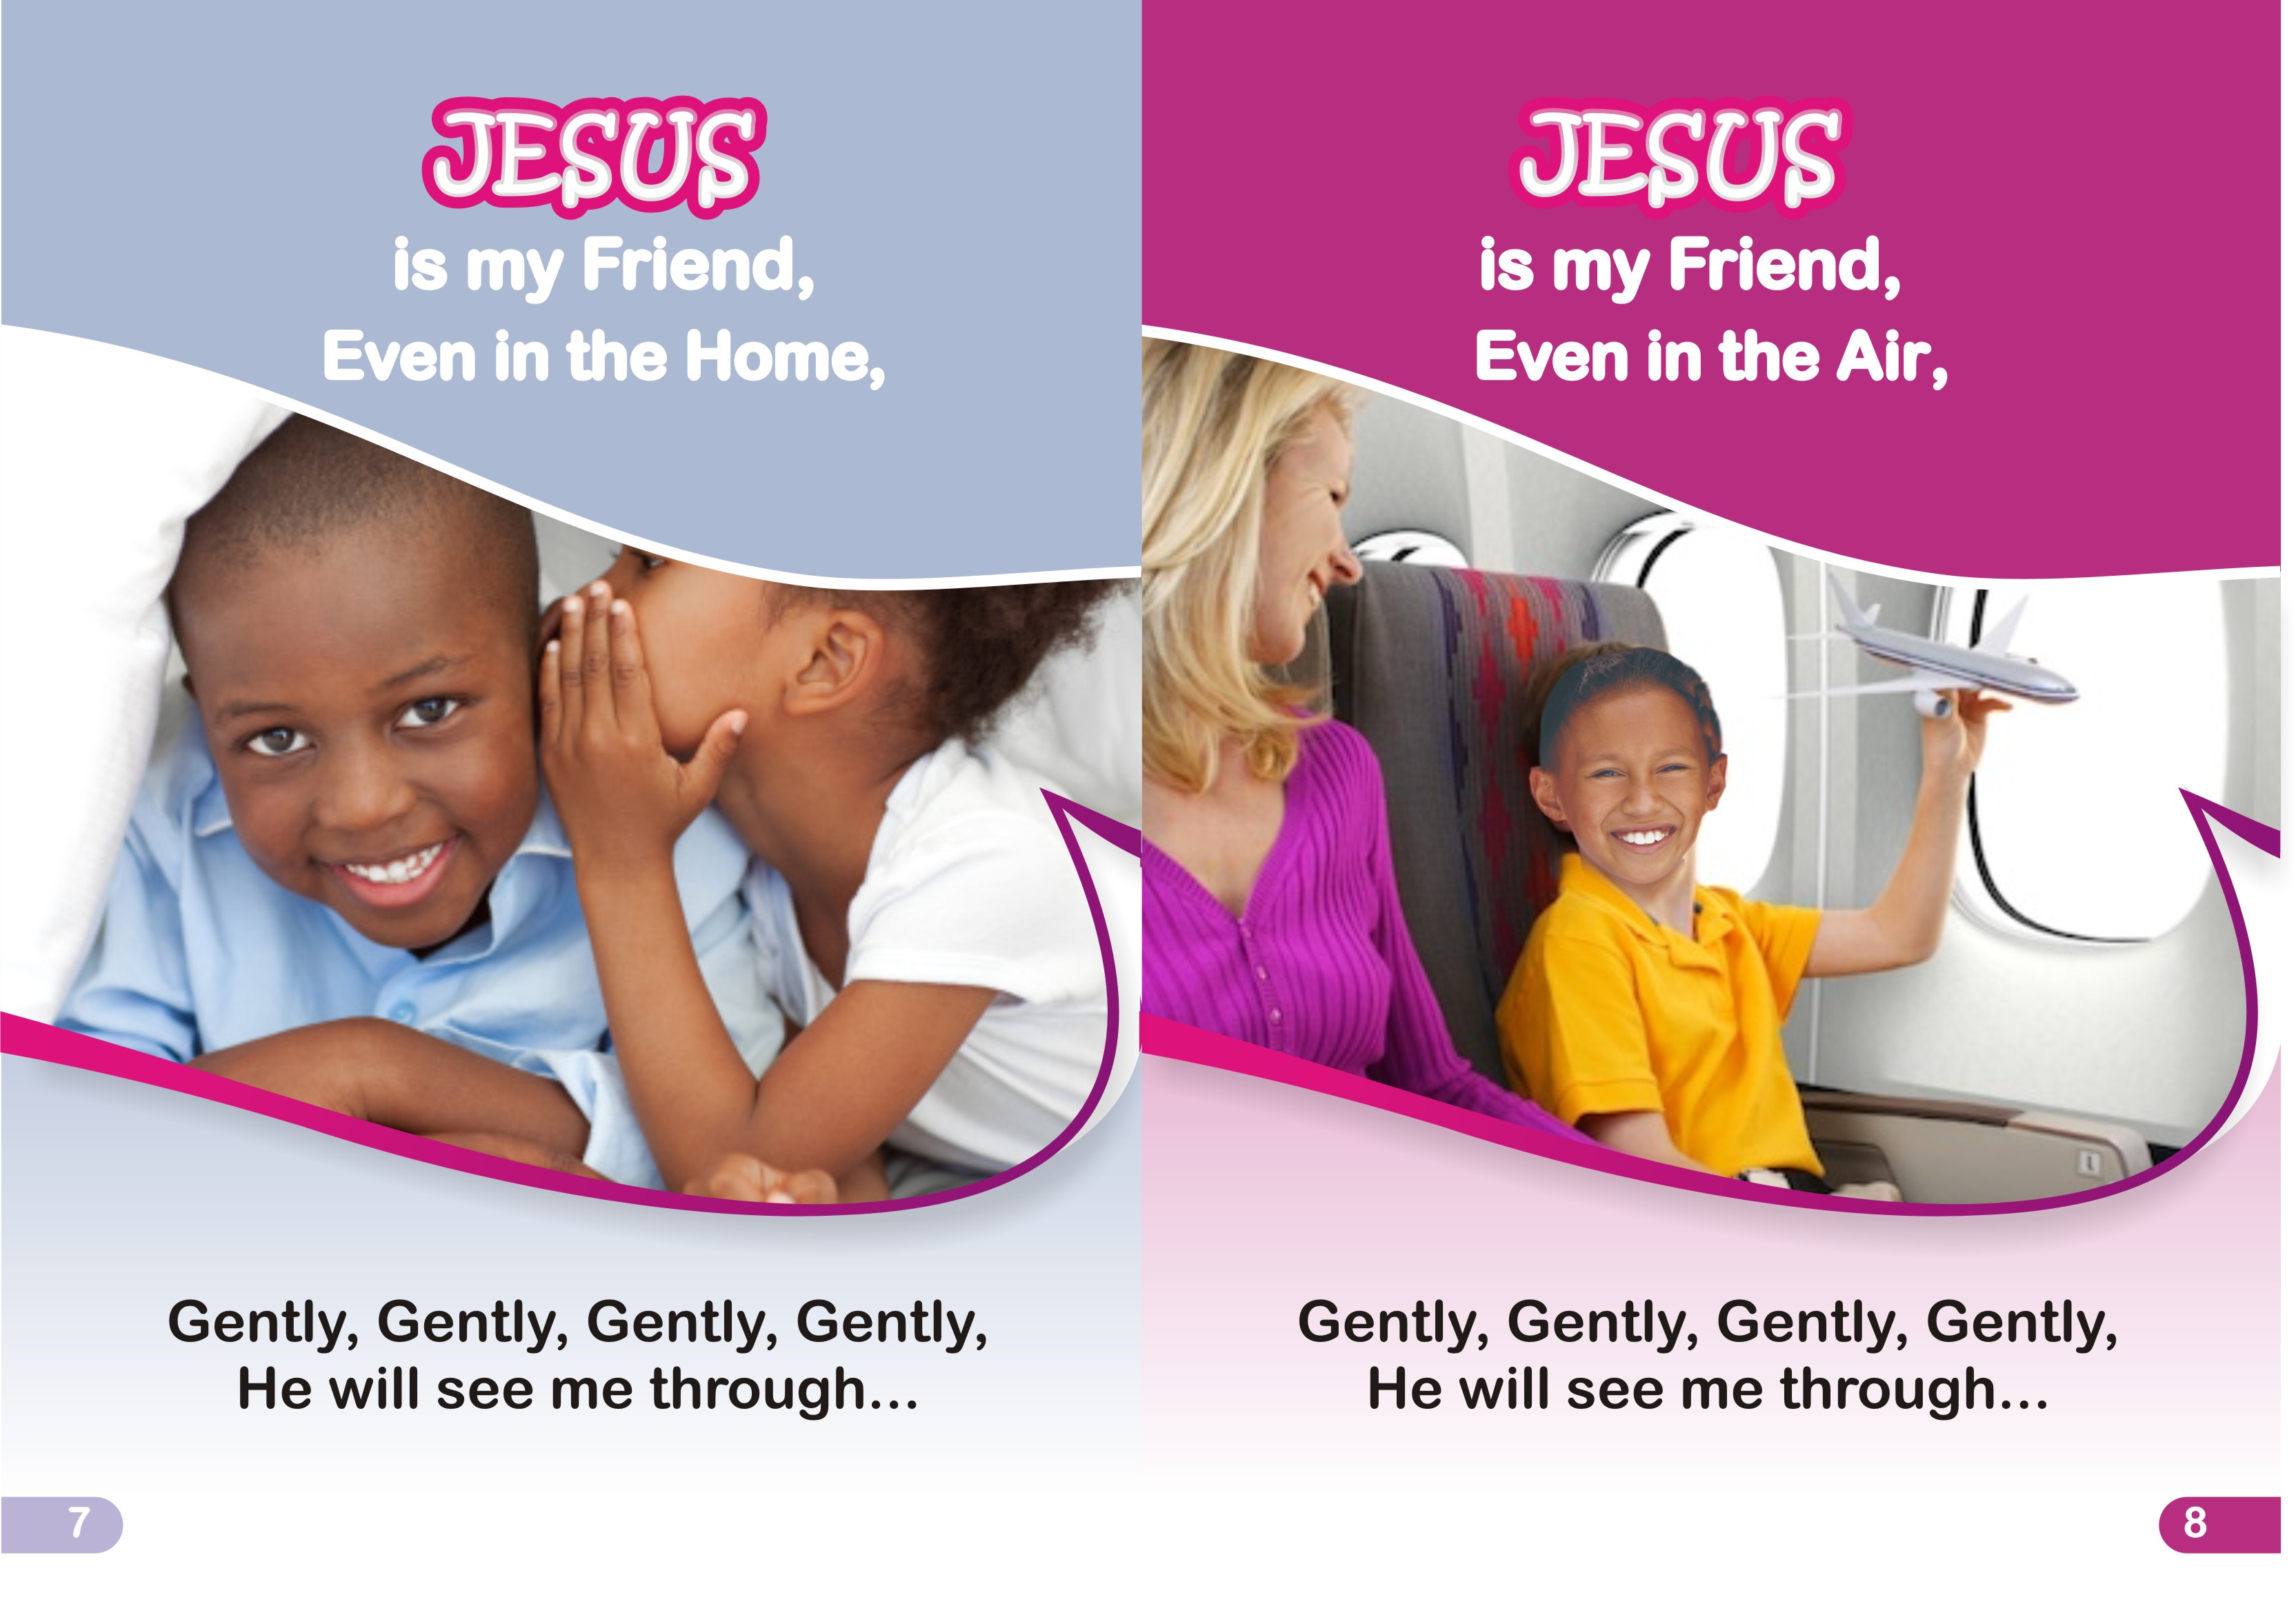 JESUS
is my Friend,
Even in the Home,
Gently, Gently, Gently, Gently,
He will see me through...
7
JESUS
is my Friend,
Even in the Air,
i
Gently, Gently, Gently, Gently,
He will see me through...
8